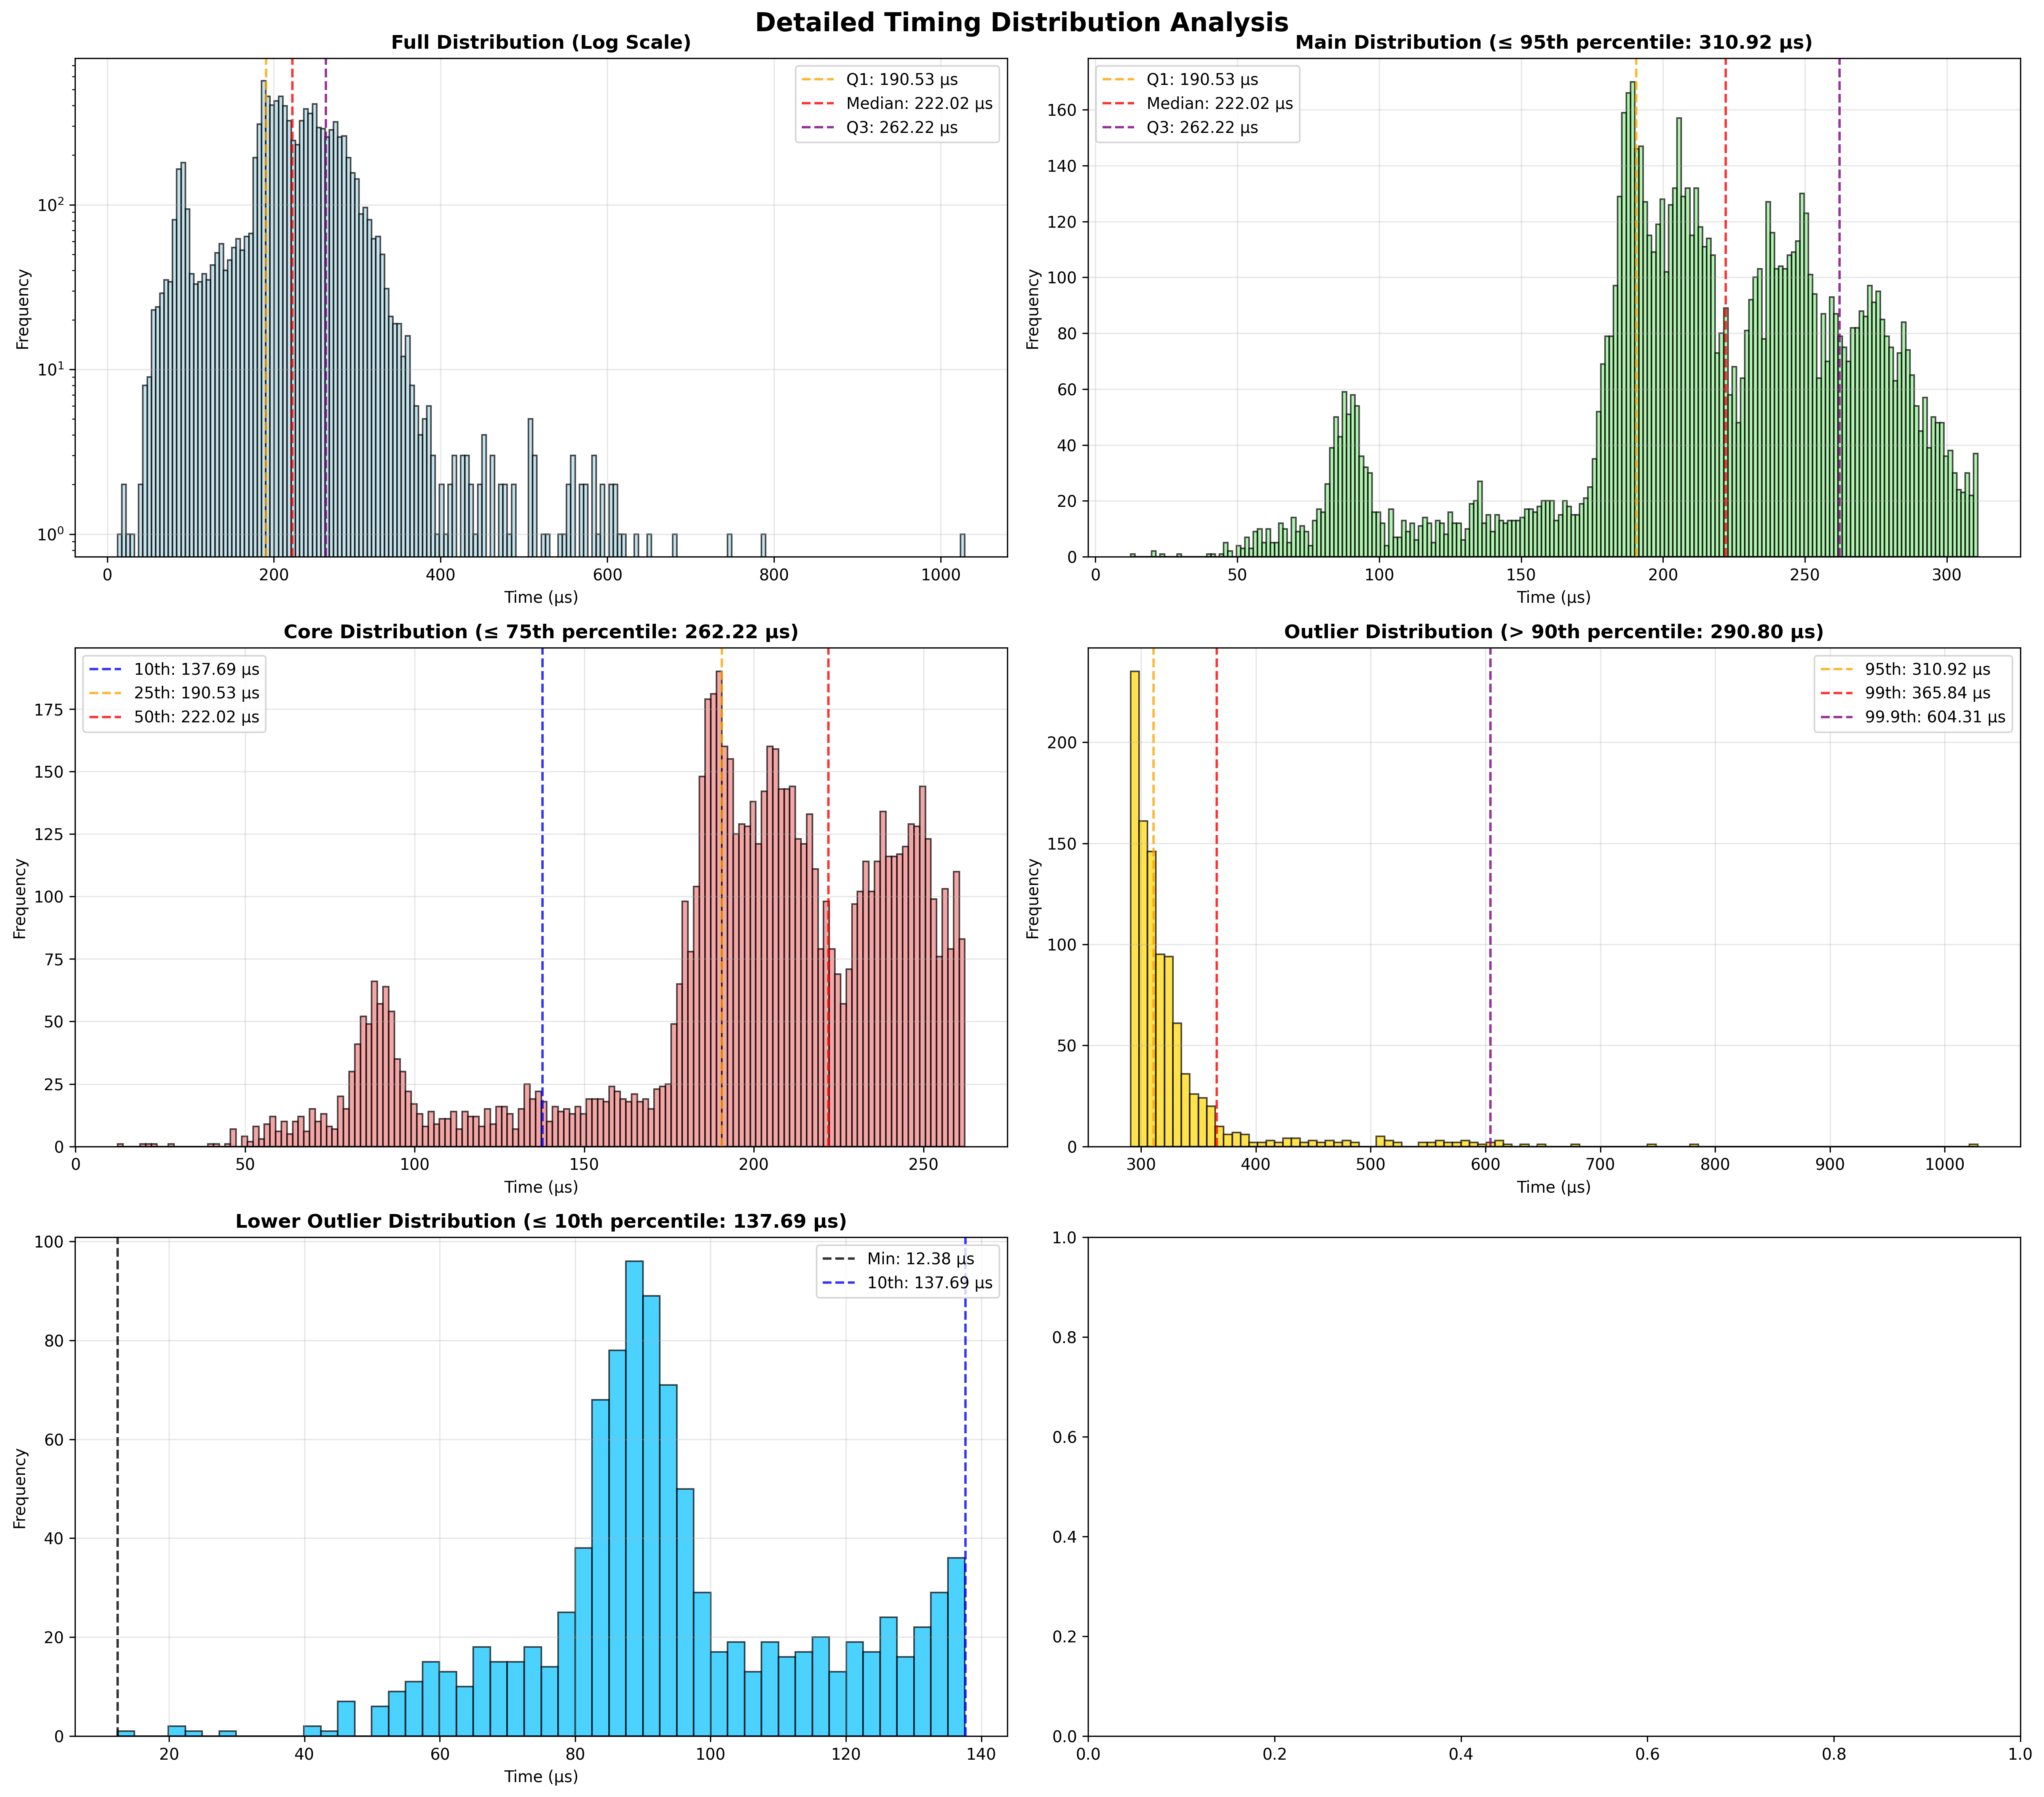 Detailed Timing Distribution Analysis
Full Distribution (Log Scale)
Q1: 190.53 µs
Median: 222.02 µs
Q3: 262.22 µs
Frequency
10²
10¹
10⁰
0 200 400 600 800 1000
Time (µs)
Main Distribution (≤ 95th percentile: 310.92 µs)
Q1: 190.53 µs
Median: 222.02 µs
Q3: 262.22 µs
Frequency
160
140
120
100
80
60
40
20
0
0 50 100 150 200 250 300
Time (µs)
Core Distribution (≤ 75th percentile: 262.22 µs)
10th: 137.69 µs
25th: 190.53 µs
50th: 222.02 µs
Frequency
175
150
125
100
75
50
25
0
0 50 100 150 200 250
Time (µs)
Outlier Distribution (> 90th percentile: 290.80 µs)
95th: 310.92 µs
99th: 365.84 µs
99.9th: 604.31 µs
Frequency
200
150
100
50
0
300 400 500 600 700 800 900 1000
Time (µs)
Lower Outlier Distribution (≤ 10th percentile: 137.69 µs)
Min: 12.38 µs
10th: 137.69 µs
Frequency
100
80
60
40
20
0
20 40 60 80 100 120 140
Time (µs)
1.0
0.8
0.6
0.4
0.2
0.0
0.0 0.2 0.4 0.6 0.8 1.0